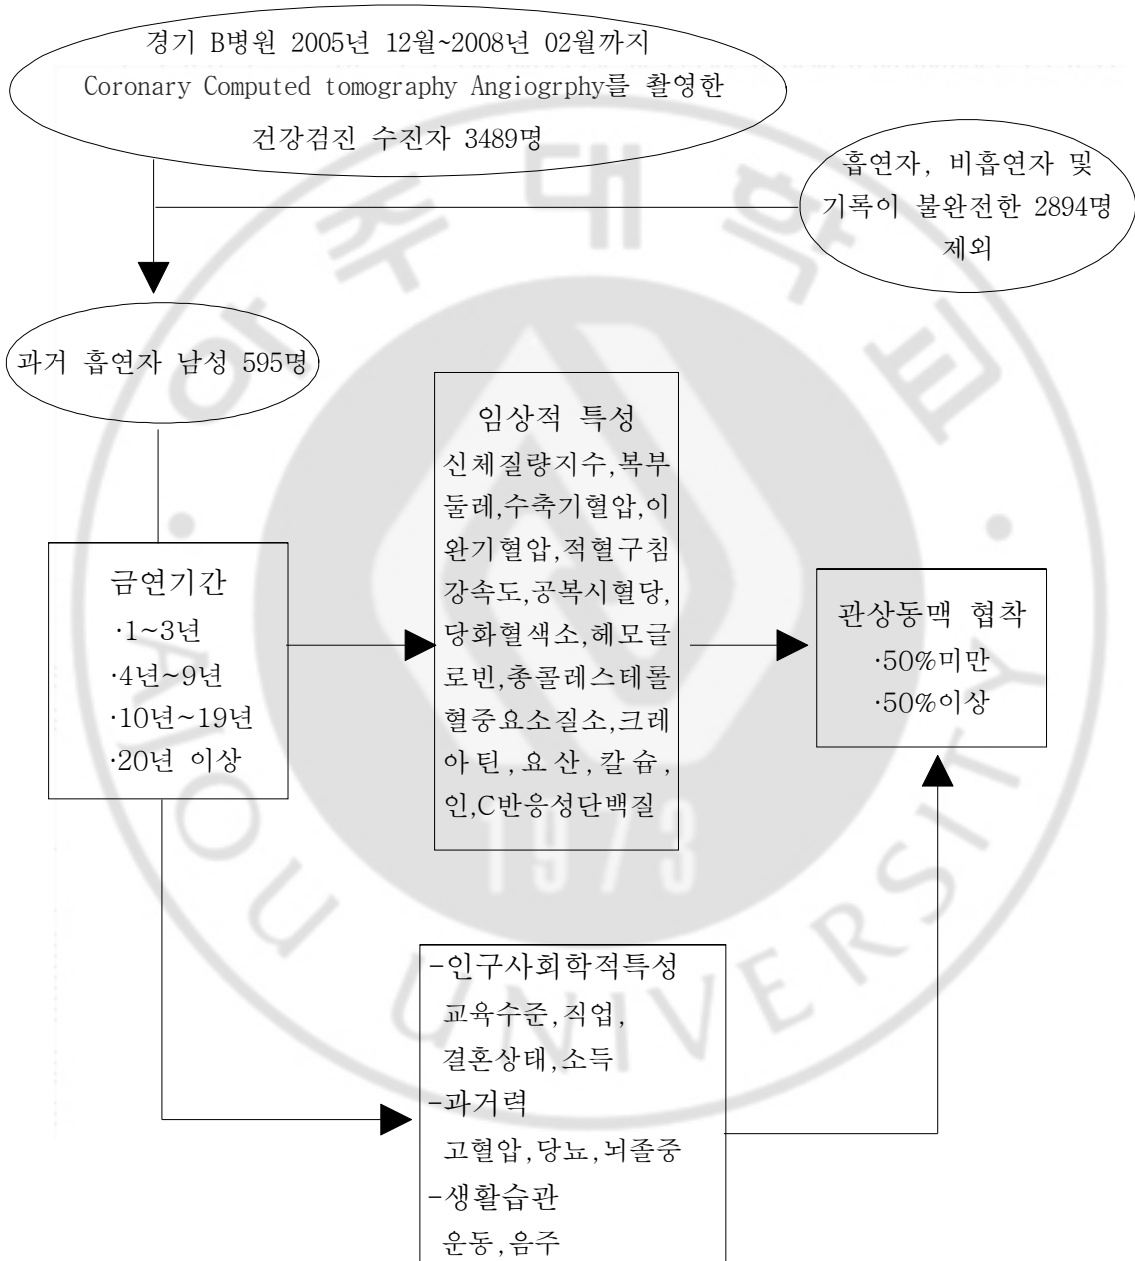 경기 B병원 2005년 12월~2008년 02월까지
Coronary Computed tomography Angiogrphy를 촬영한
건강검진 수진자 3489명
흡연자, 비흡연자 및
기록이 불완전한 2894명
제외
과거 흡연자 남성 595명
임상적 특성
신체질량지수,복부
둘레,수축기혈압,이
완기혈압,적혈구침
강속도,공복시혈당,
당화혈색소,헤모글
로빈,총콜레스테롤
혈중요소질소,크레
아틴,요산,칼슘,
인,C반응성단백질
금연기간
·1~3년
·4년~9년
·10년~19년
·20년 이상
관상동맥 협착
·50%미만
·50%이상
-인구사회학적특성
교육수준,직업,
결혼상태,소득
-과거력
고혈압,당뇨,뇌졸중
-생활습관
운동,음주
아주대학교
AJOU UNIVERSITY
1973